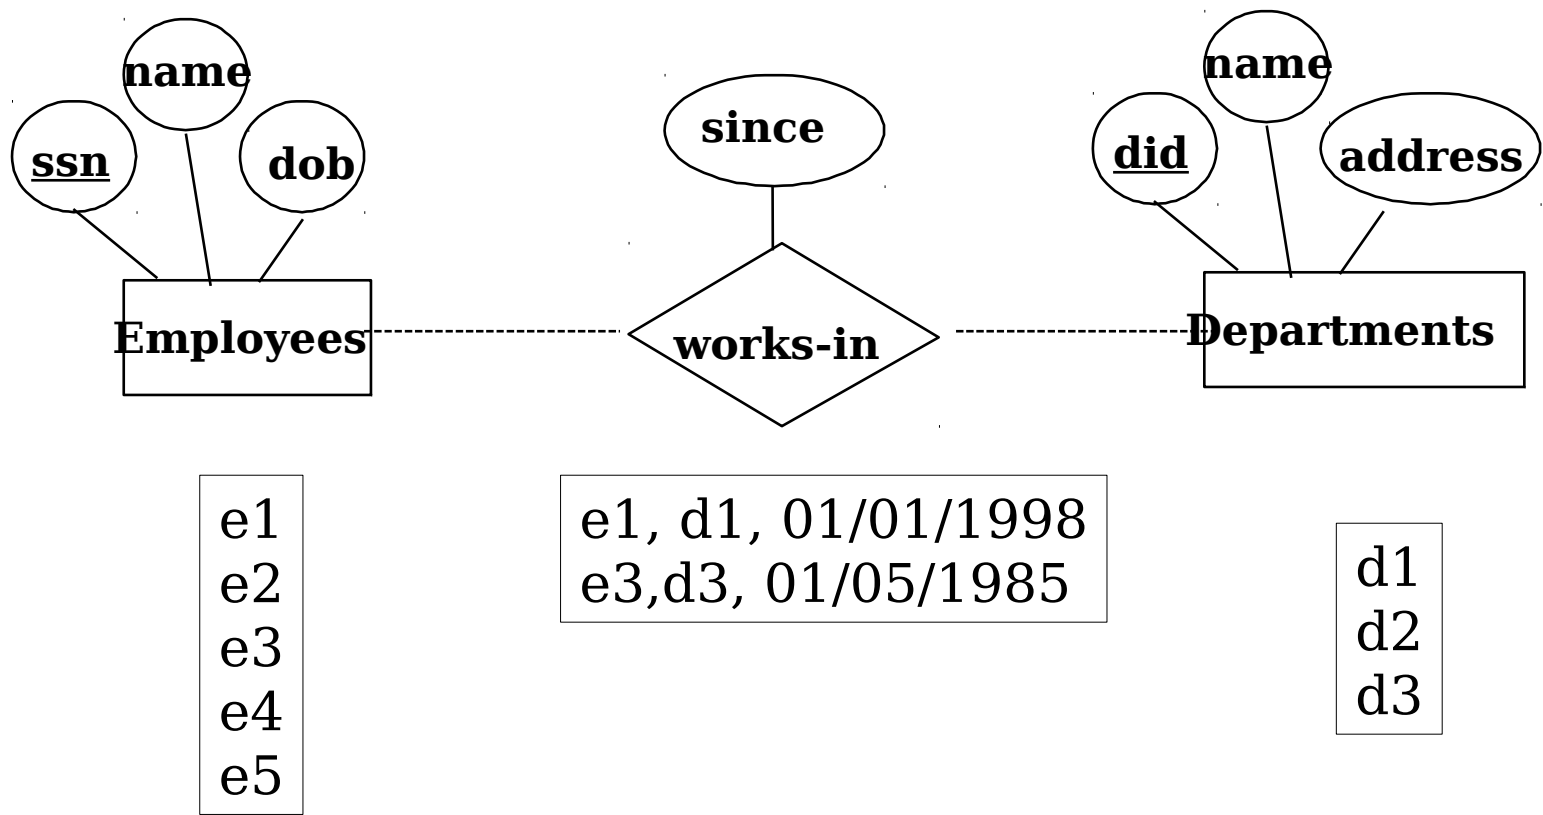 name
ssn
dob
since
name
did
address
Employees
works-in
Departments
e1
e2
e3
e4
e5
e1, d1, 01/01/1998
e3,d3, 01/05/1985
d1
d2
d3